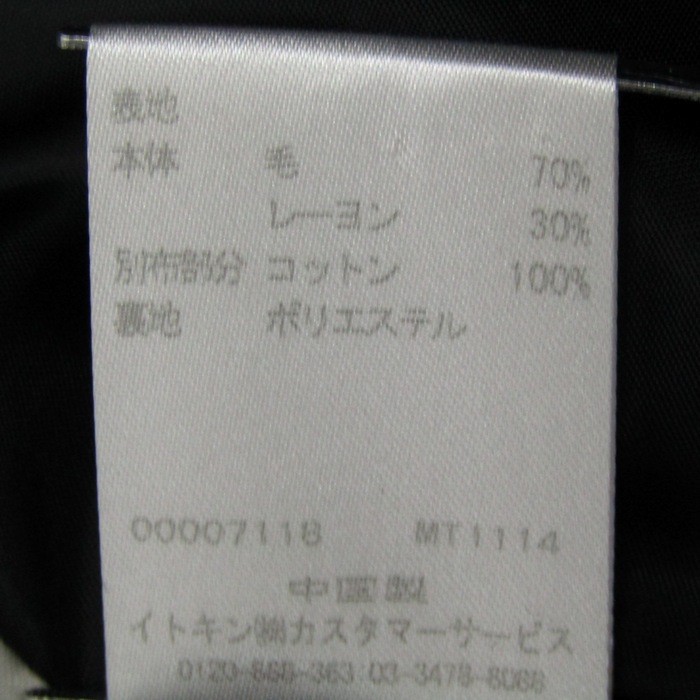 表地
本体 毛 70%
レーヨン 30%
別布部分 コットン 100%
裏地 ポリエステル
00007118 MT1114
中国製
イトキン㈱カスタマーサービス
0120-868-363 03-3478-8088